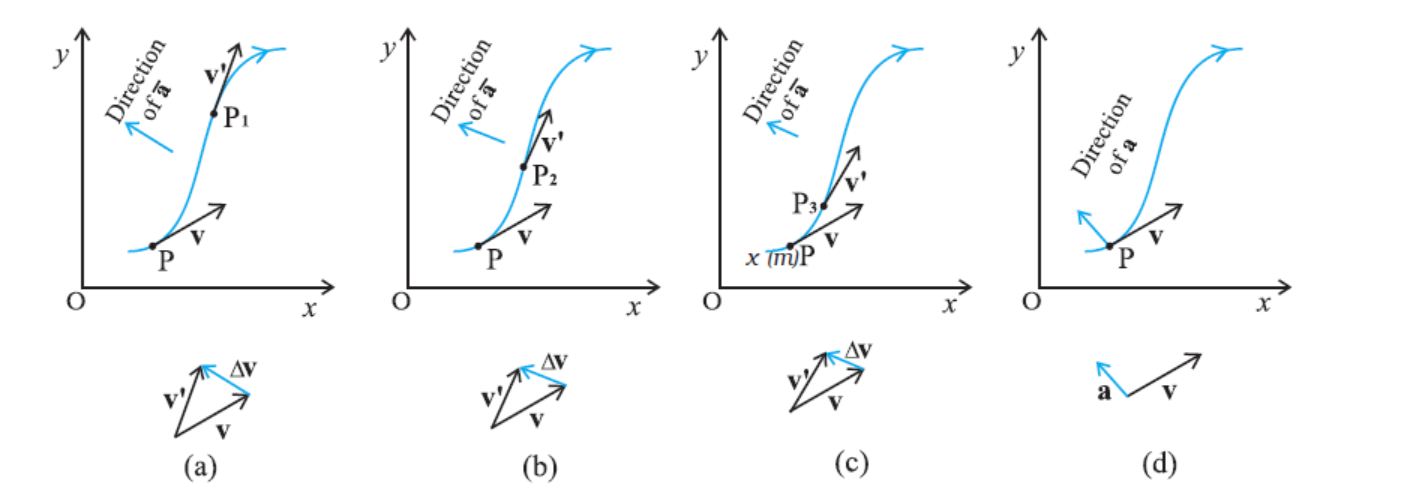 y
Direction
of a̅
v'
P₁
v
P
O
x
Δv
v'
v
(a)
y
Direction
of a̅
v'
P₂
v
P
O
x
Δv
v'
v
(b)
y
Direction
of a̅
v'
P₃
v
x (m)P
O
x
Δv
v'
v
(c)
y
Direction
of a
v
P
O
x
a
v
(d)